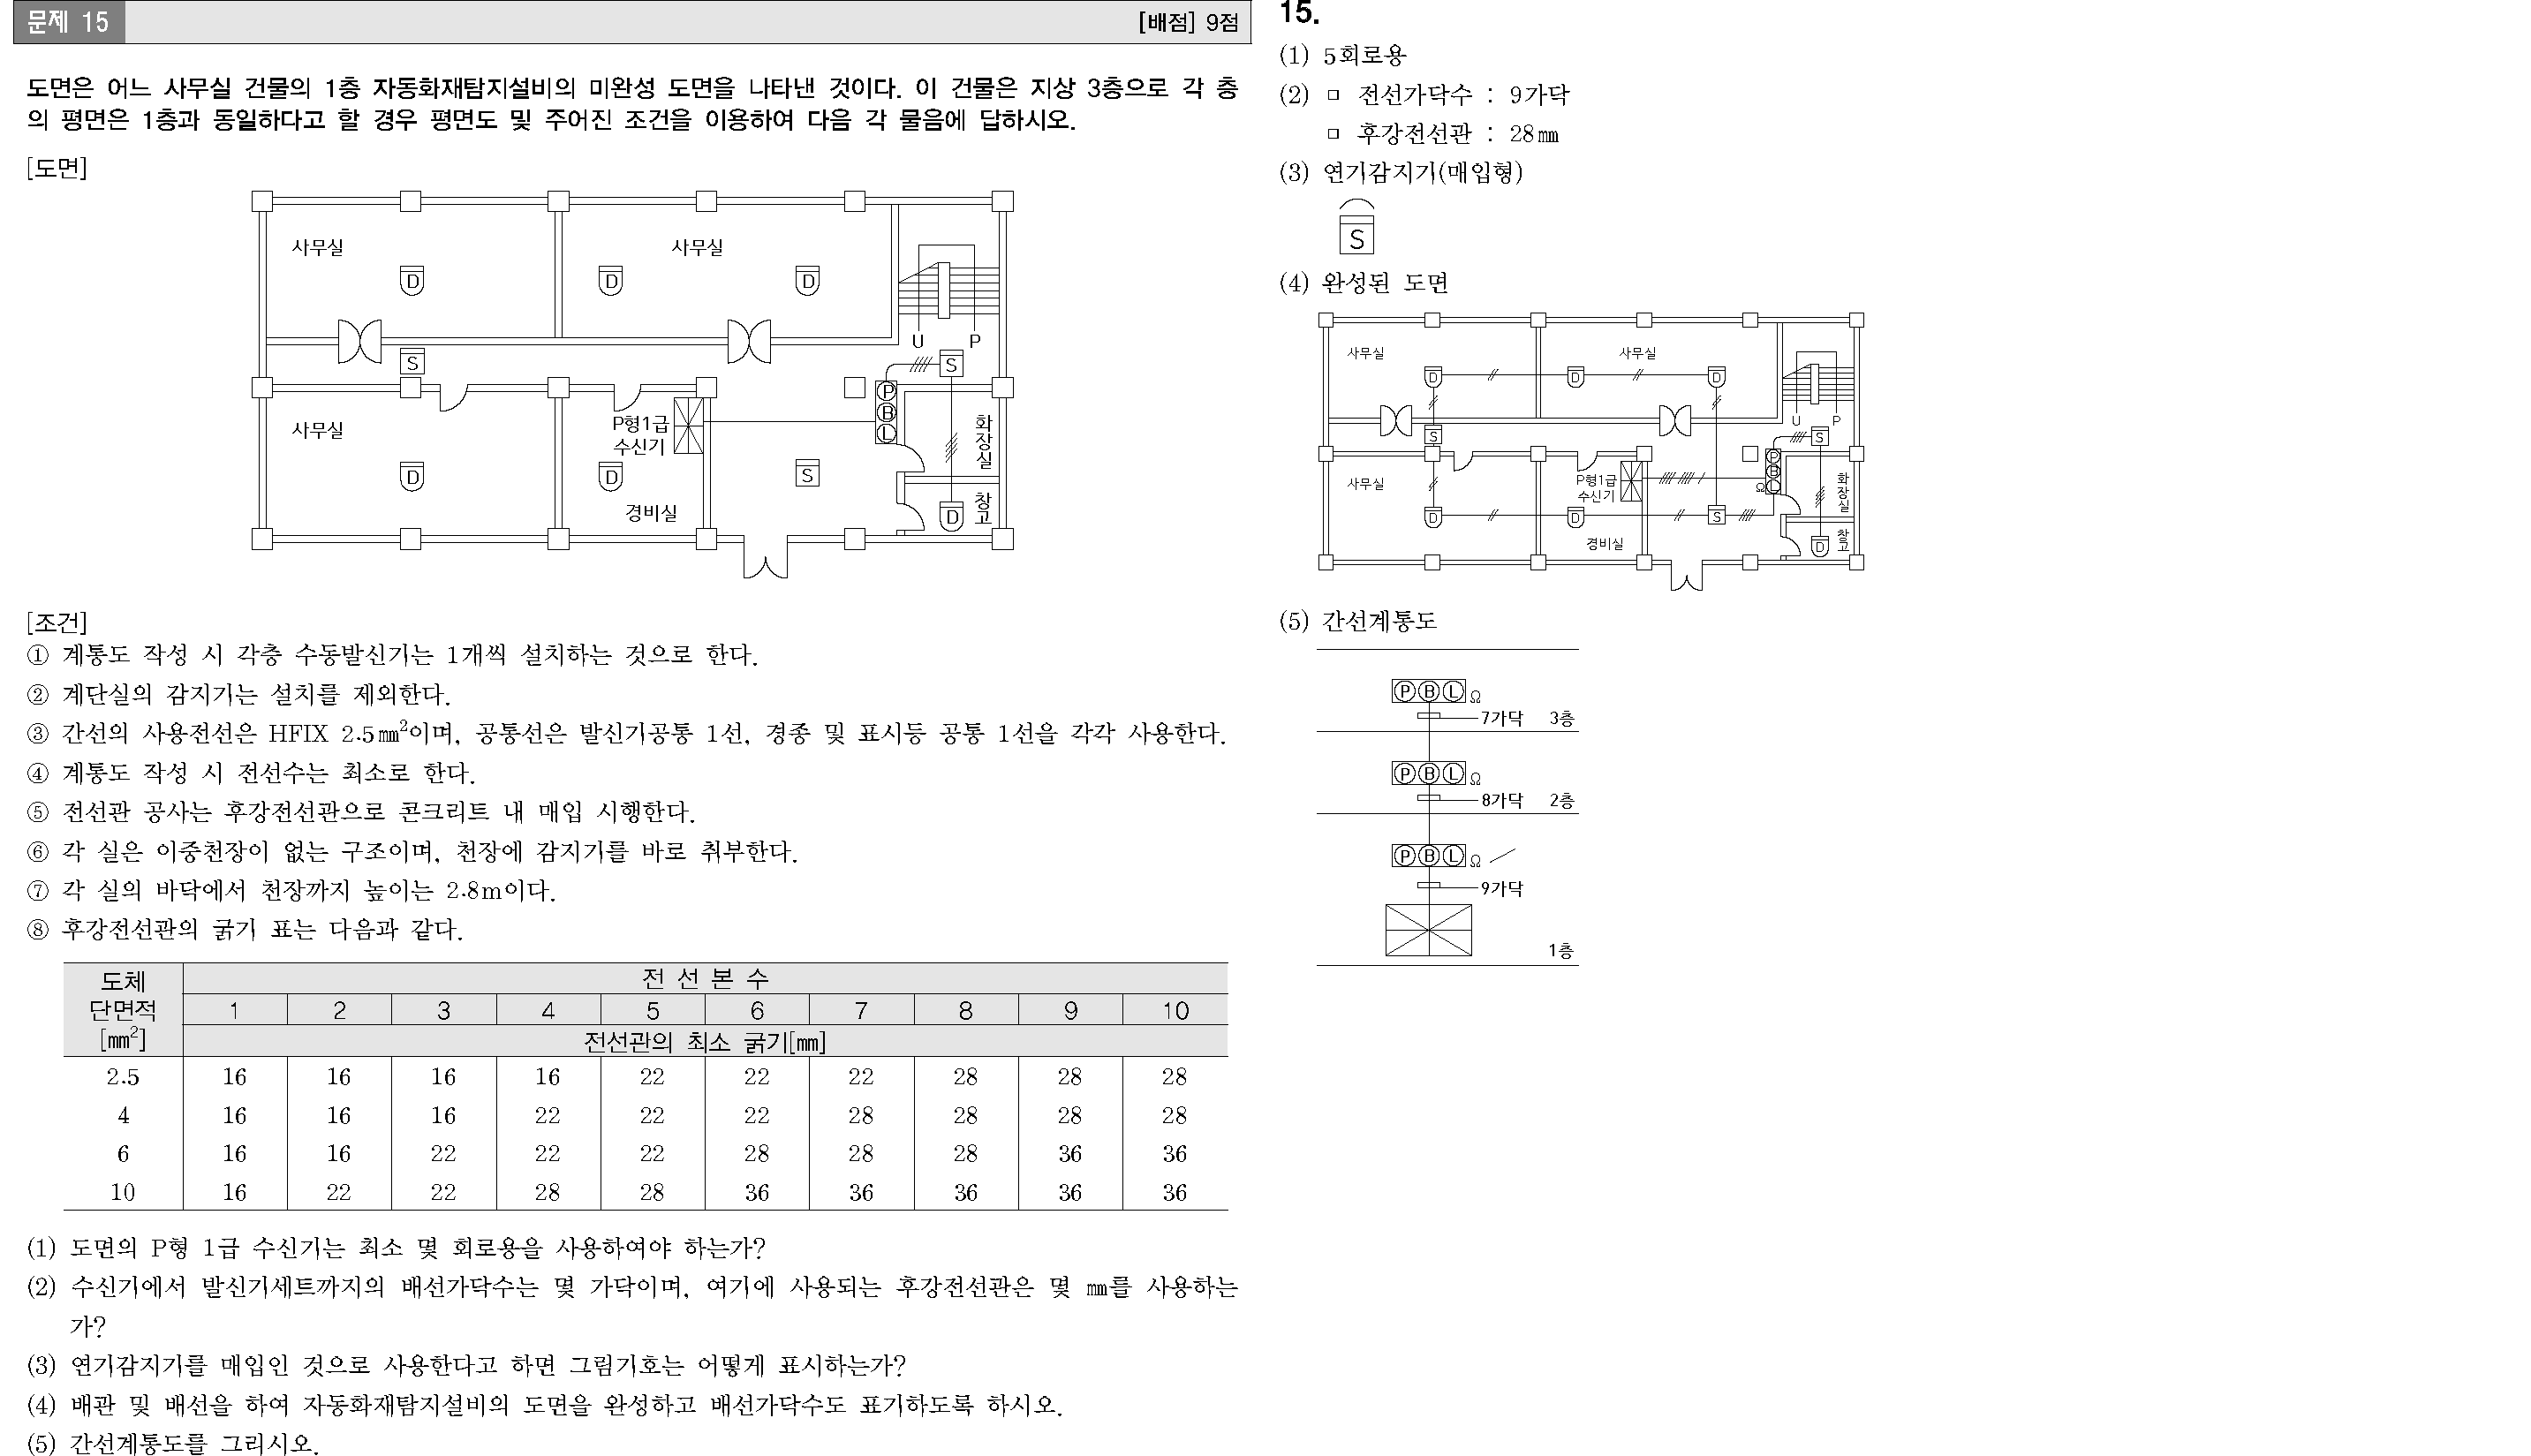 문제 15
[배점] 9점
도면은 어느 사무실 건물의 1층 자동화재탐지설비의 미완성 도면을 나타낸 것이다. 이 건물은 지상 3층으로 각 층
의 평면은 1층과 동일하다고 할 경우 평면도 및 주어진 조건을 이용하여 다음 각 물음에 답하시오.
[도면]
사무실
사무실
D
D
D
U
P
S
S
P
B
L
P형1급
수신기
사무실
화장실
D
D
S
경비실
창고
D
[조건]
① 계통도 작성 시 각층 수동발신기는 1개씩 설치하는 것으로 한다.
② 계단실의 감지기는 설치를 제외한다.
③ 간선의 사용전선은 HFIX 2.5㎟이며, 공통선은 발신기공통 1선, 경종 및 표시등 공통 1선을 각각 사용한다.
④ 계통도 작성 시 전선수는 최소로 한다.
⑤ 전선관 공사는 후강전선관으로 콘크리트 내 매입 시행한다.
⑥ 각 실은 이중천장이 없는 구조이며, 천장에 감지기를 바로 취부한다.
⑦ 각 실의 바닥에서 천장까지 높이는 2.8m이다.
⑧ 후강전선관의 굵기 표는 다음과 같다.
도체 단면적 [㎟] 전 선 본 수
1 2 3 4 5 6 7 8 9 10
전선관의 최소 굵기[㎜]
2.5 16 16 16 16 22 22 22 28 28 28
4 16 16 16 22 22 22 28 28 28 28
6 16 16 22 22 22 28 28 28 36 36
10 16 22 22 28 28 36 36 36 36 36
(1) 도면의 P형 1급 수신기는 최소 몇 회로용을 사용하여야 하는가?
(2) 수신기에서 발신기세트까지의 배선가닥수는 몇 가닥이며, 여기에 사용되는 후강전선관은 몇 ㎜를 사용하는
가?
(3) 연기감지기를 매입인 것으로 사용한다고 하면 그림기호는 어떻게 표시하는가?
(4) 배관 및 배선을 하여 자동화재탐지설비의 도면을 완성하고 배선가닥수도 표기하도록 하시오.
(5) 간선계통도를 그리시오.
15.
(1) 5회로용
(2) ▫ 전선가닥수 : 9가닥
▫ 후강전선관 : 28㎜
(3) 연기감지기(매입형)
S
(4) 완성된 도면
사무실
사무실
D
D
D
U
P
S
S
P
B
L
Ω
P형1급
수신기
사무실
화장실
D
D
S
경비실
창고
D
(5) 간선계통도
P B L Ω
7가닥 3층
P B L Ω
8가닥 2층
P B L Ω
9가닥
1층